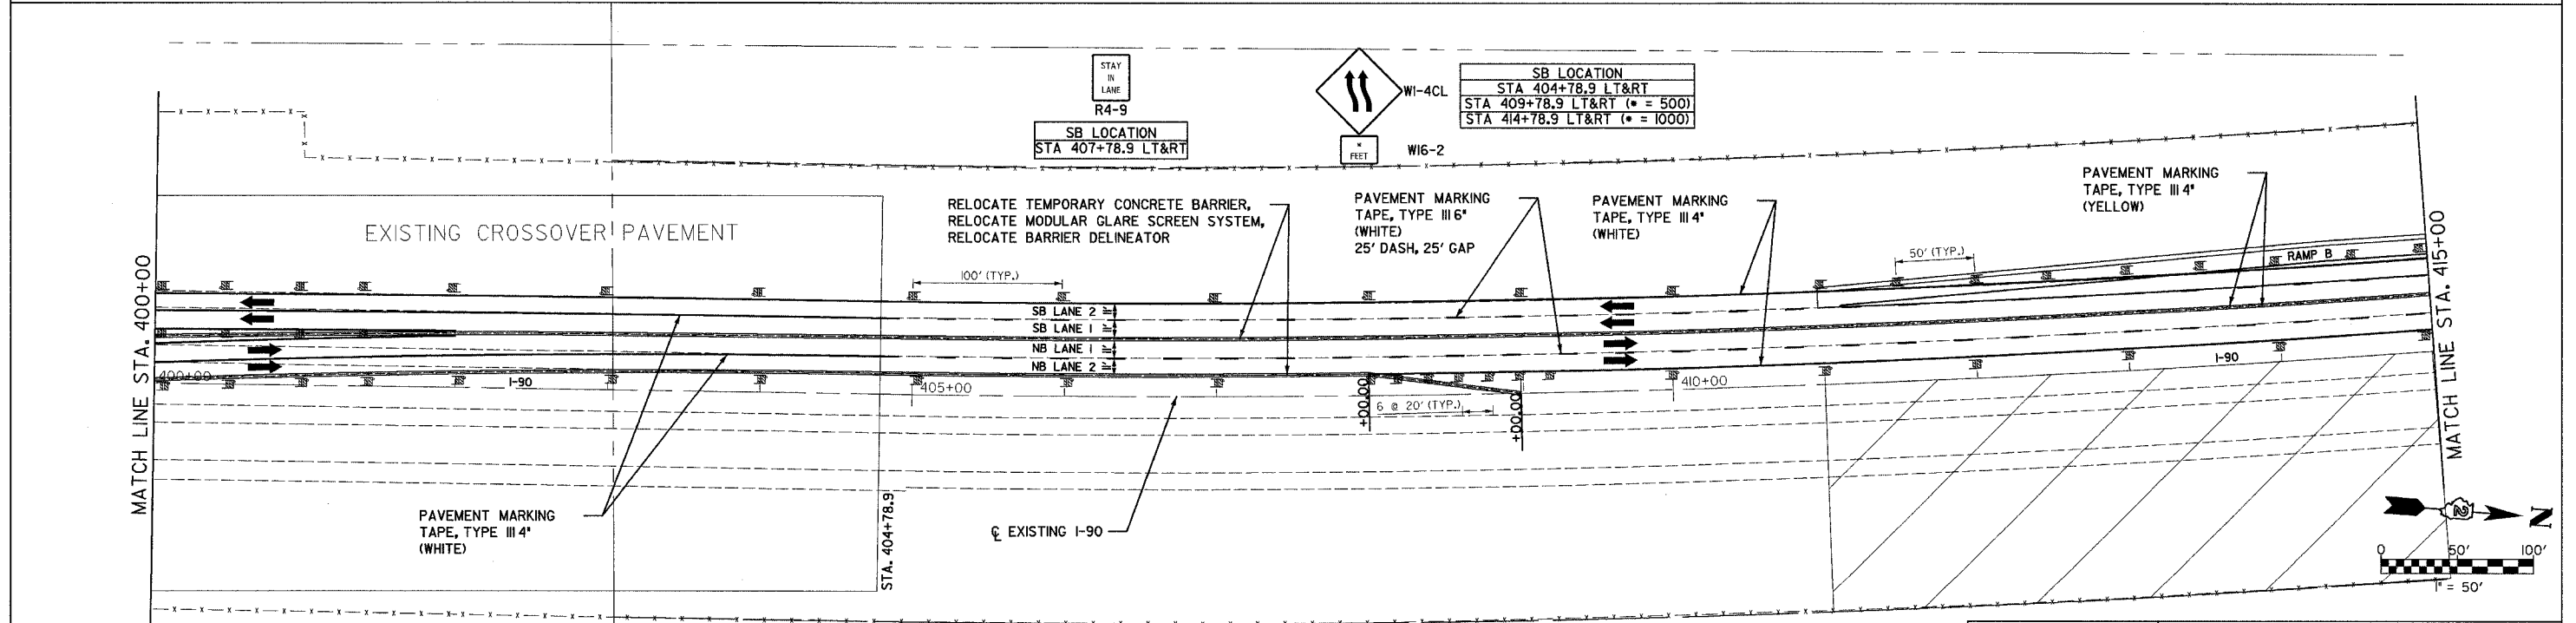 STAY
IN
LANE
R4-9
SB LOCATION
STA 407+78.9 LT&RT
W1-4CL
*
FEET
W16-2
SB LOCATION
STA 404+78.9 LT&RT
STA 409+78.9 LT&RT (* = 500)
STA 414+78.9 LT&RT (* = 1000)
EXISTING CROSSOVER PAVEMENT
RELOCATE TEMPORARY CONCRETE BARRIER,
RELOCATE MODULAR GLARE SCREEN SYSTEM,
RELOCATE BARRIER DELINEATOR
PAVEMENT MARKING
TAPE, TYPE III 6"
(WHITE)
25' DASH, 25' GAP
PAVEMENT MARKING
TAPE, TYPE III 4"
(WHITE)
PAVEMENT MARKING
TAPE, TYPE III 4"
(YELLOW)
MATCH LINE STA. 400+00
100' (TYP.)
50' (TYP.)
RAMP B
SB LANE 2
SB LANE 1
NB LANE 1
NB LANE 2
400+00
I-90
405+00
6 @ 20' (TYP.)
+00.00
+00.00
410+00
I-90
MATCH LINE STA. 415+00
PAVEMENT MARKING
TAPE, TYPE III 4"
(WHITE)
STA. 404+78.9
℄ EXISTING I-90
2
N
0
50'
100'
1" = 50'